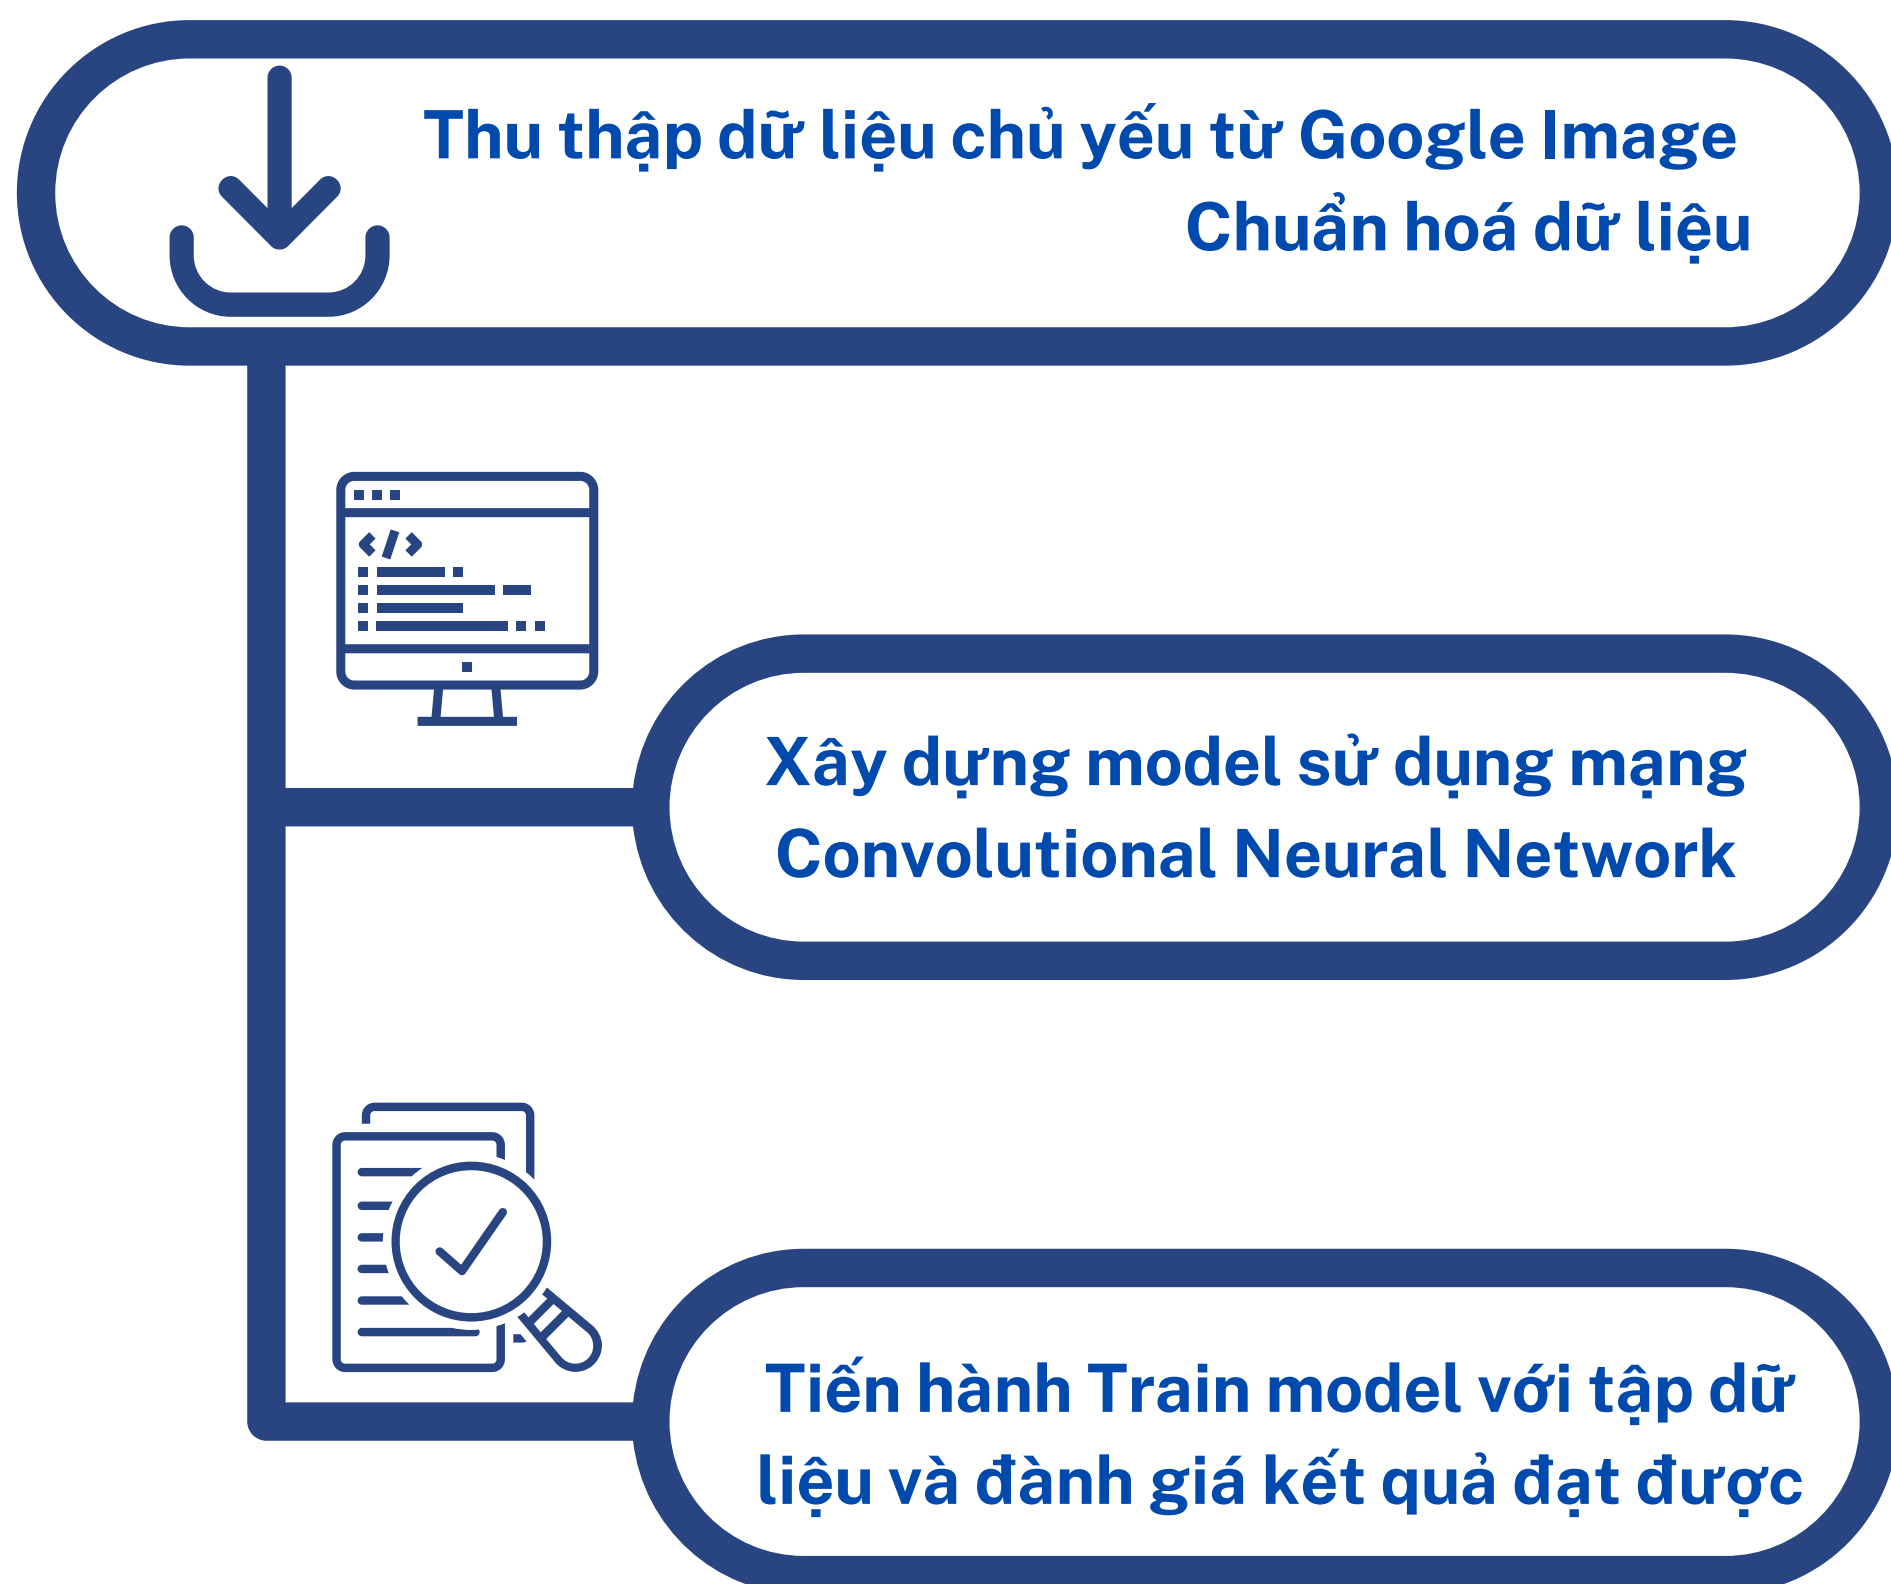 Thu thập dữ liệu chủ yếu từ Google Image
Chuẩn hoá dữ liệu
Xây dựng model sử dụng mạng
Convolutional Neural Network
Tiến hành Train model với tập dữ
liệu và đành giá kết quả đạt được